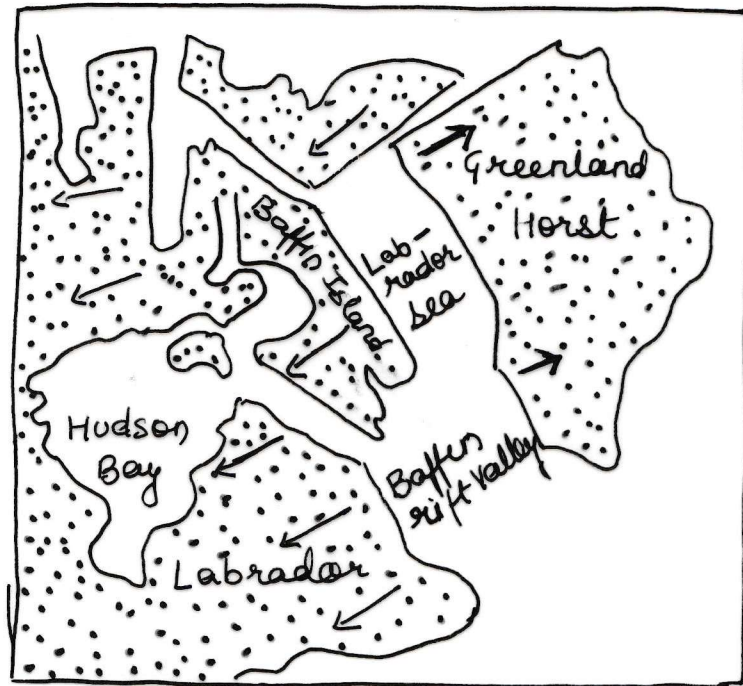 Greenland
Horst
Baffin Island
Lab-
rador
sea
Hudson
Bay
Baffin
rift valley
Labrador